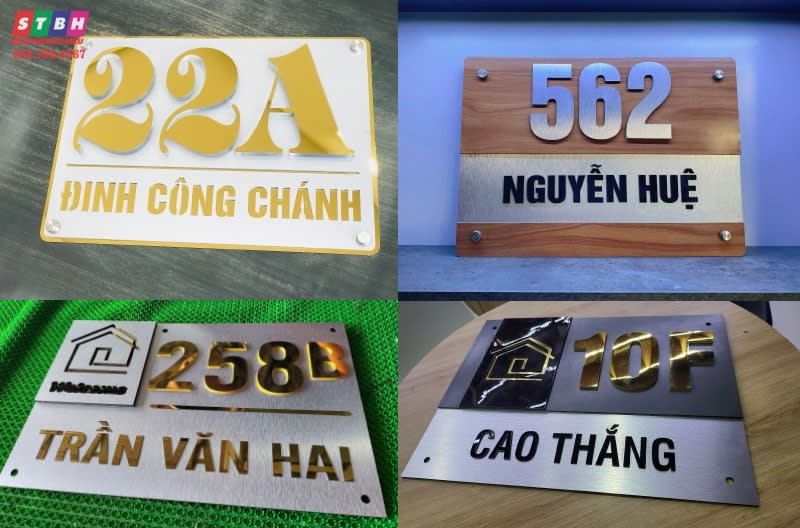 STBH
22A
ĐINH CÔNG CHÁNH
562
NGUYỄN HUỆ
258B
TRẦN VĂN HAI
10F
CAO THẮNG